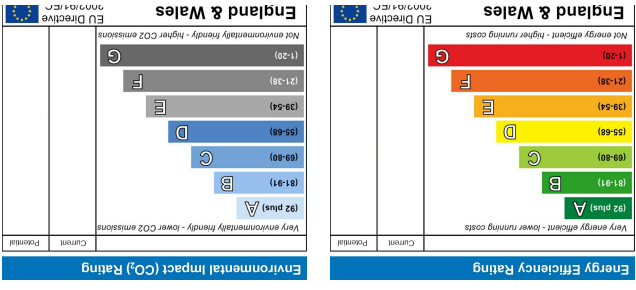 Energy Efficiency Rating
Current Potential
Very energy efficient - lower running costs
(92 plus) A
(81-91) B
(69-80) C
(55-68) D
(39-54) E
(21-38) F
(1-20) G
Not energy efficient - higher running costs
England & Wales
EU Directive
2002/91/EC
Environmental Impact (CO₂) Rating
Current Potential
Very environmentally friendly - lower CO2 emissions
(92 plus) A
(81-91) B
(69-80) C
(55-68) D
(39-54) E
(21-38) F
(1-20) G
Not environmentally friendly - higher CO2 emissions
England & Wales
EU Directive
2002/91/EC